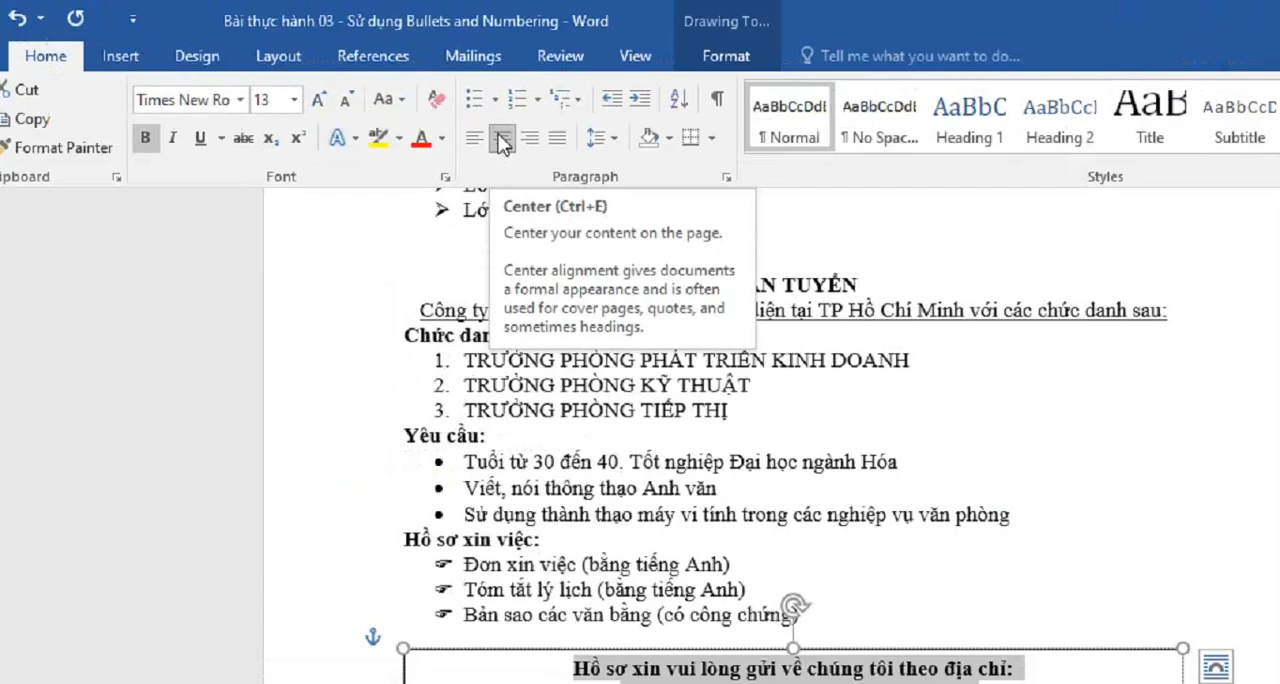 Bài thực hành 03 - Sử dụng Bullets and Numbering - Word
Drawing To...
Home Insert Design Layout References Mailings Review View Format Tell me what you want to do...
Cut
Copy
Format Painter
Times New Ro 13
Aa
AaBbCcDdI AaBbCcDdI AaBbC AaBbCcI AaB AaBbCcD
¶ Normal ¶ No Spac... Heading 1 Heading 2 Title Subtitle
B I U abc X₂ X² A A
ipboard Font Paragraph Styles
Center (Ctrl+E)
Center your content on the page.
Center alignment gives documents
a formal appearance and is often
used for cover pages, quotes, and
sometimes headings.
TUYỂN
Công ty diện tại TP Hồ Chí Minh với các chức danh sau:
Chức
1. TRƯỞNG PHÒNG PHÁT TRIỂN KINH DOANH
2. TRƯỞNG PHÒNG KỸ THUẬT
3. TRƯỞNG PHÒNG TIẾP THỊ
Yêu cầu:
• Tuổi từ 30 đến 40. Tốt nghiệp Đại học ngành Hóa
• Viết, nói thông thạo Anh văn
• Sử dụng thành thạo máy vi tính trong các nghiệp vụ văn phòng
Hồ sơ xin việc:
☞ Đơn xin việc (bằng tiếng Anh)
☞ Tóm tắt lý lịch (bằng tiếng Anh)
☞ Bản sao các văn bằng (có công chứng)
Hồ sơ xin vui lòng gửi về chúng tôi theo địa chỉ: